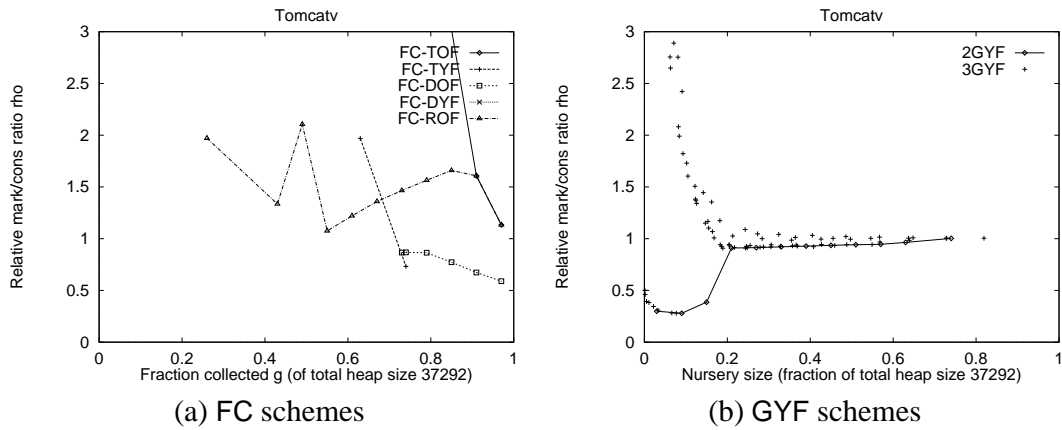 Tomcatv
Relative mark/cons ratio rho
3
2.5
2
1.5
1
0.5
0
FC-TOF
FC-TYF
FC-DOF
FC-DYF
FC-ROF
0 0.2 0.4 0.6 0.8 1
Fraction collected g (of total heap size 37292)
(a) FC schemes
Tomcatv
Relative mark/cons ratio rho
3
2.5
2
1.5
1
0.5
0
2GYF
3GYF
0 0.2 0.4 0.6 0.8 1
Nursery size (fraction of total heap size 37292)
(b) GYF schemes